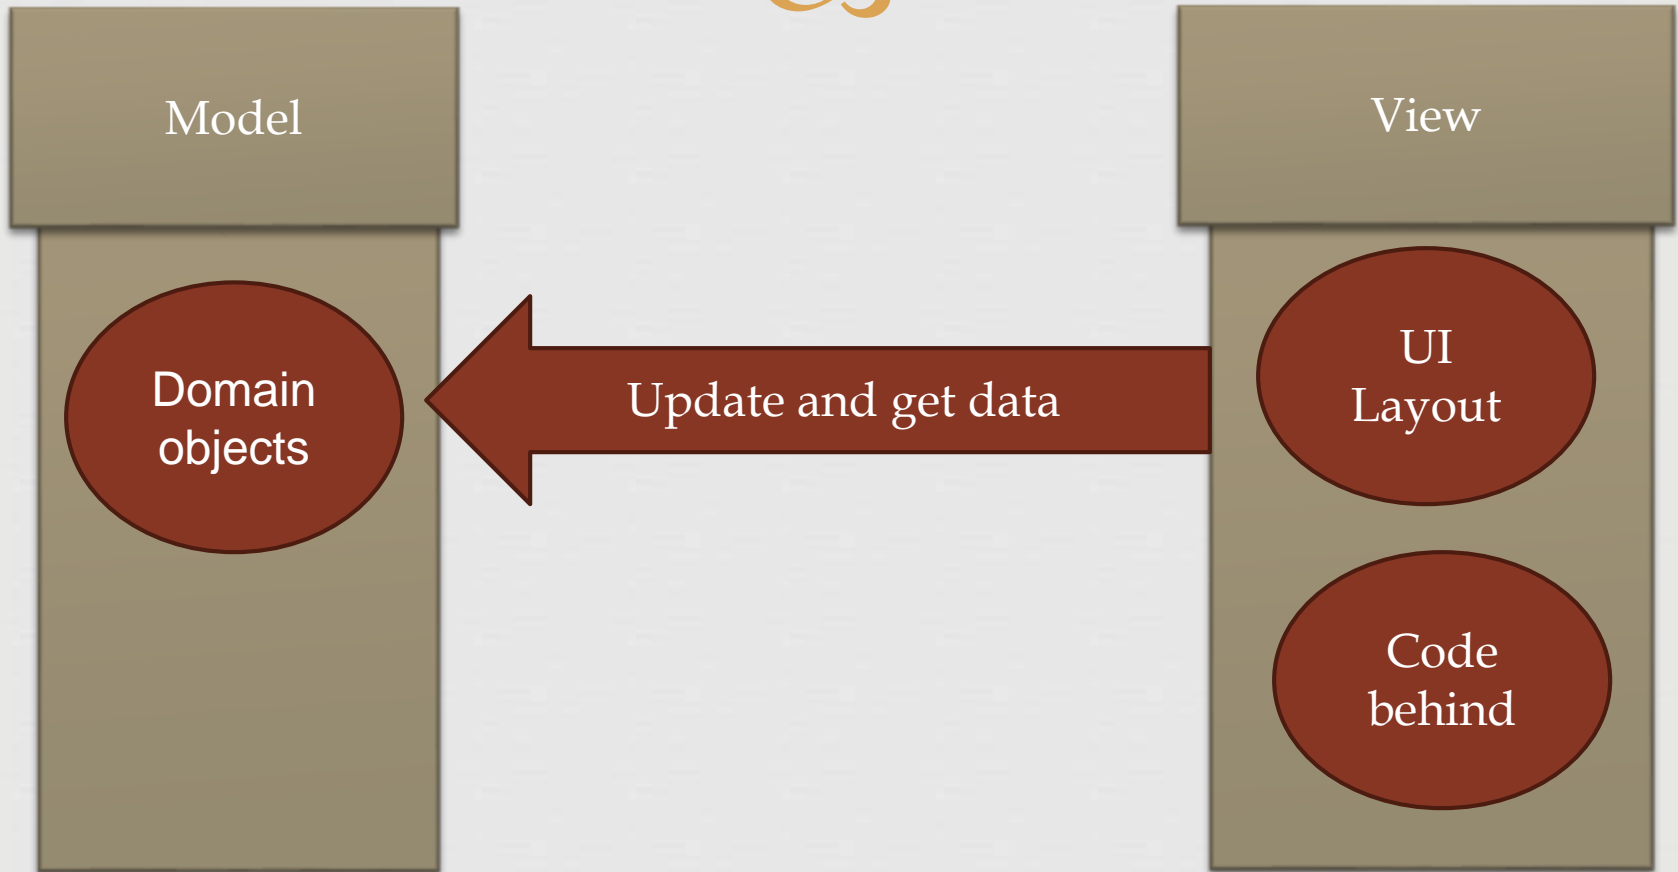 Model
View
Domain
objects
Update and get data
UI
Layout
Code
behind